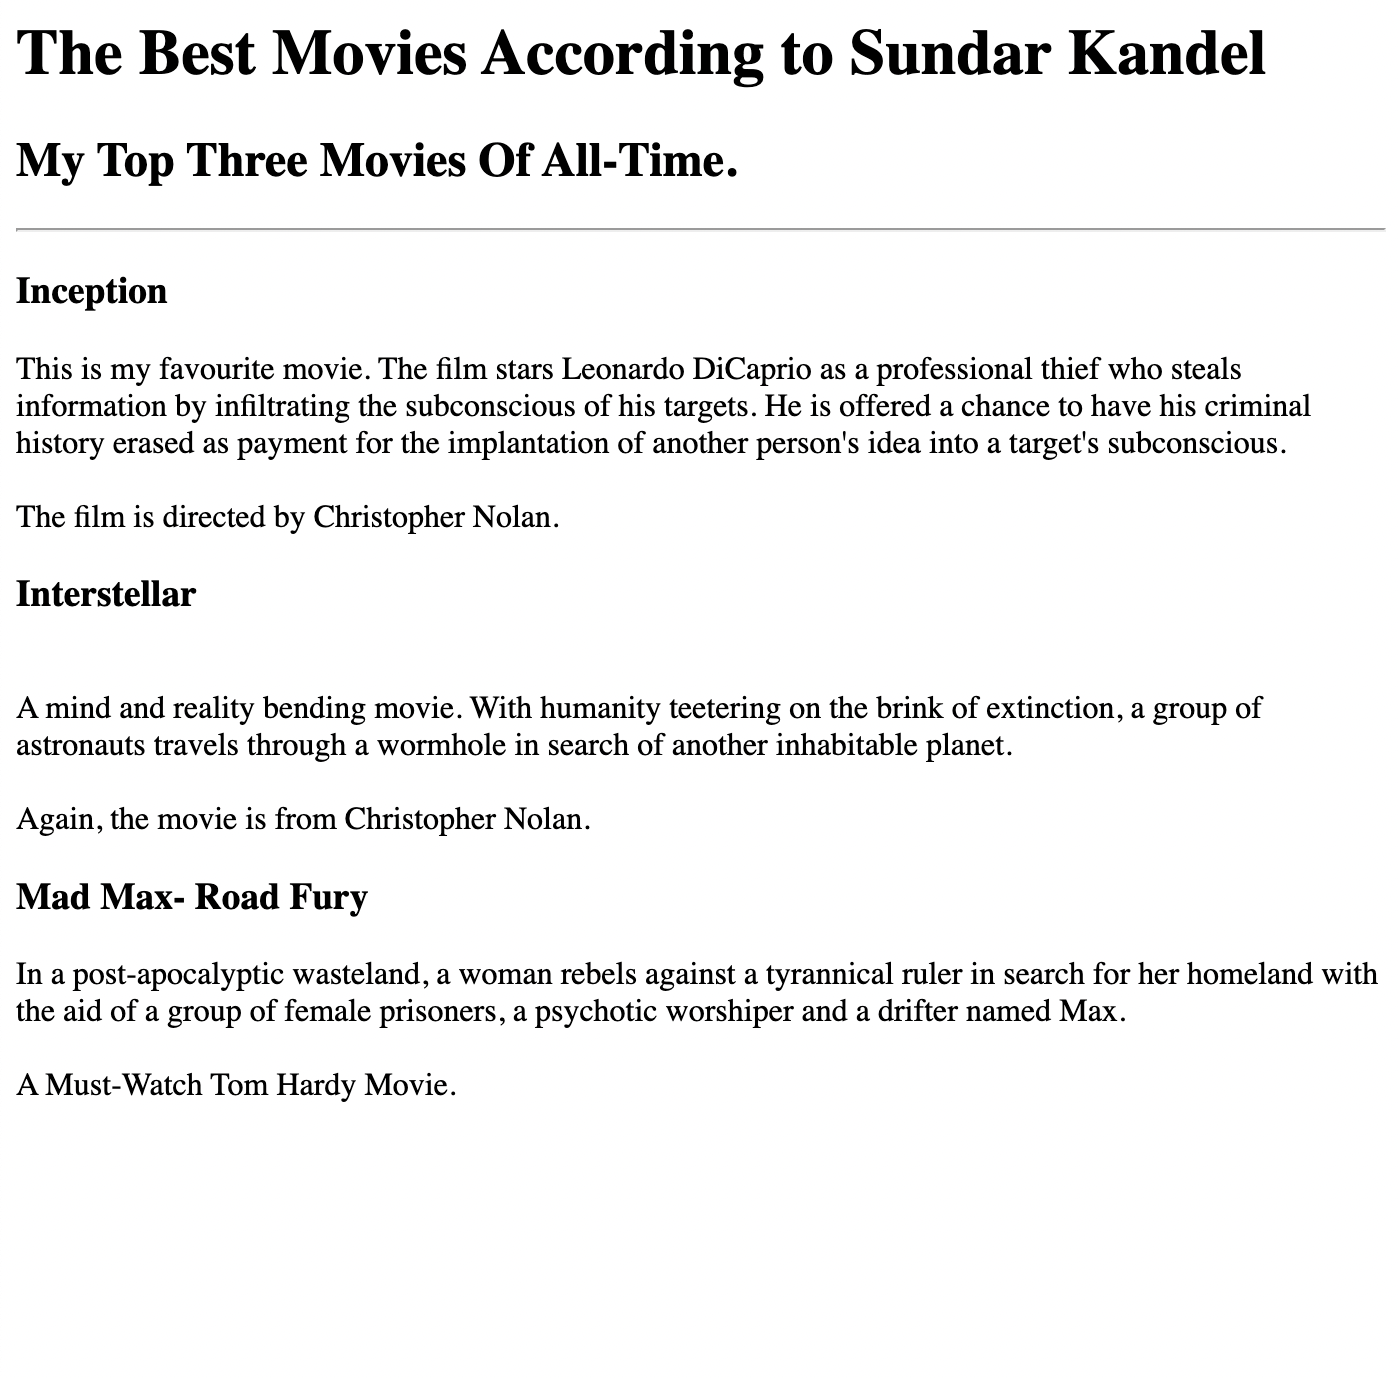 The Best Movies According to Sundar Kandel
My Top Three Movies Of All-Time.
Inception
This is my favourite movie. The film stars Leonardo DiCaprio as a professional thief who steals
information by infiltrating the subconscious of his targets. He is offered a chance to have his criminal
history erased as payment for the implantation of another person's idea into a target's subconscious.
The film is directed by Christopher Nolan.
Interstellar
A mind and reality bending movie. With humanity teetering on the brink of extinction, a group of
astronauts travels through a wormhole in search of another inhabitable planet.
Again, the movie is from Christopher Nolan.
Mad Max- Road Fury
In a post-apocalyptic wasteland, a woman rebels against a tyrannical ruler in search for her homeland with
the aid of a group of female prisoners, a psychotic worshiper and a drifter named Max.
A Must-Watch Tom Hardy Movie.